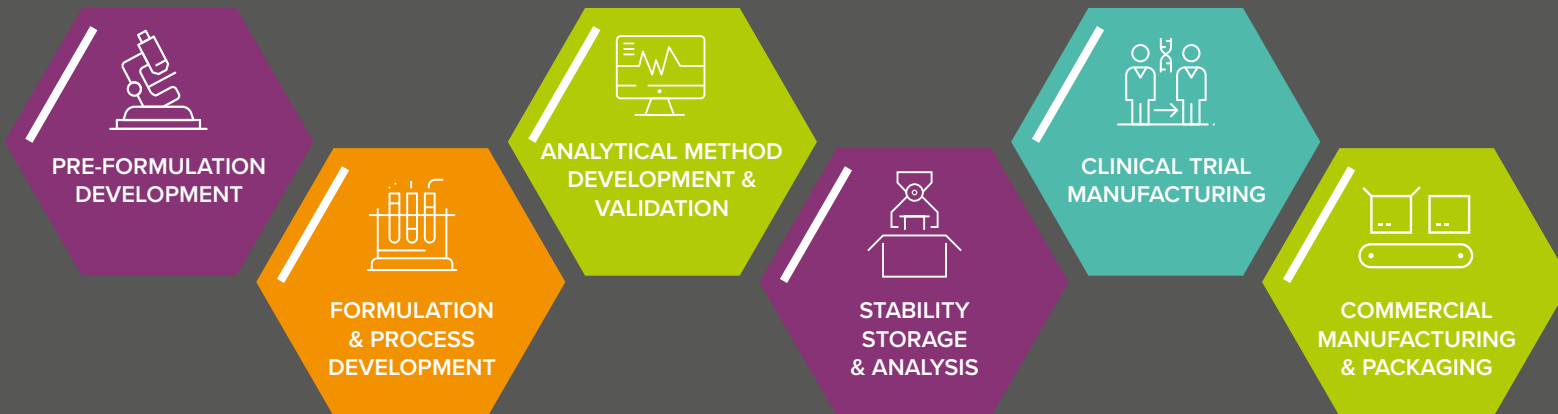 PRE-FORMULATION
DEVELOPMENT
FORMULATION
& PROCESS
DEVELOPMENT
ANALYTICAL METHOD
DEVELOPMENT &
VALIDATION
STABILITY
STORAGE
& ANALYSIS
CLINICAL TRIAL
MANUFACTURING
COMMERCIAL
MANUFACTURING
& PACKAGING